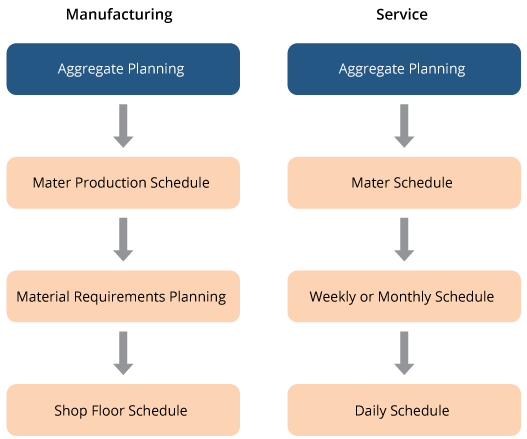 Manufacturing
Service
Aggregate Planning
Aggregate Planning
Mater Production Schedule
Mater Schedule
Material Requirements Planning
Weekly or Monthly Schedule
Shop Floor Schedule
Daily Schedule